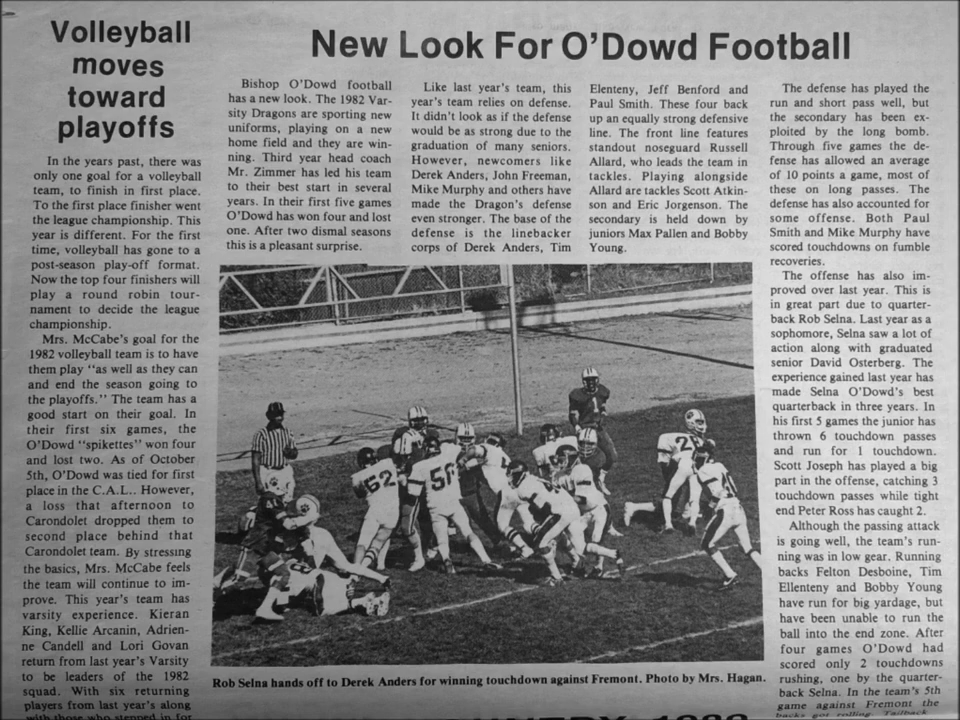 Volleyball
moves
toward
playoffs
In the years past, there was
only one goal for a volleyball
team, to finish in first place.
To the first place finisher went
the league championship. This
year is different. For the first
time, volleyball has gone to a
post-season play-off format.
Now the top four finishers will
play a round robin tour-
nament to decide the league
championship.
Mrs. McCabe's goal for the
1982 volleyball team is to have
them play "as well as they can
and end the season going to
the playoffs." The team has a
good start on their goal. In
their first six games, the
O'Dowd "spikettes" won four
and lost two. As of October
5th, O'Dowd was tied for first
place in the C.A.L.. However,
a loss that afternoon to
Carondolet dropped them to
second place behind that
Carendolet team. By stressing
the basics, Mrs. McCabe feels
the team will continue to im-
prove. This year's team has
varsity experience. Kieran
King, Kellie Arcanin, Adrien-
ne Candell and Lori Govan
return from last year's Varsity
to be leaders of the 1982
squad. With six returning
players from last year's along
with those who stepped in for
New Look For O'Dowd Football
Bishop O'Dowd football
has a new look. The 1982 Var-
sity Dragons are sporting new
uniforms, playing on a new
home field and they are win-
ning. Third year head coach
Mr. Zimmer has led his team
to their best start in several
years. In their first five games
O'Dowd has won four and lost
one. After two dismal seasons
this is a pleasant surprise.
Like last year's team, this
year's team relies on defense.
It didn't look as if the defense
would be as strong due to the
graduation of many seniors.
However, newcomers like
Derek Anders, John Freeman,
Mike Murphy and others have
made the Dragon's defense
even stronger. The base of the
defense is the linebacker
corps of Derek Anders, Tim
Elenteny, Jeff Benford and
Paul Smith. These four back
up an equally strong defensive
line. The front line features
standout noseguard Russell
Allard, who leads the team in
tackles. Playing alongside
Allard are tackles Scott Atkin-
son and Eric Jorgenson. The
secondary is held down by
juniors Max Pallen and Bobby
Young.
The defense has played the
run and short pass well, but
the secondary has been ex-
ploited by the long bomb.
Through five games the de-
fense has allowed an average
of 10 points a game, most of
these on long passes. The
defense has also accounted for
some offense. Both Paul
Smith and Mike Murphy have
scored touchdowns on fumble
recoveries.
The offense has also im-
proved over last year. This is
in great part due to quarter-
back Rob Selna. Last year as a
sophomore, Selna saw a lot of
action along with graduated
senior David Osterberg. The
experience gained last year has
made Selna O'Dowd's best
quarterback in three years. In
his first 5 games the junior has
thrown 6 touchdown passes
and run for 1 touchdown.
Scott Joseph has played a big
part in the offense, catching 3
touchdown passes while tight
end Peter Ross has caught 2.
Although the passing attack
is going well, the team's run-
ning was in low gear. Running
backs Felton Desboine, Tim
Ellenteny and Bobby Young
have run for big yardage, but
have been unable to run the
ball into the end zone. After
four games O'Dowd had
scored only 2 touchdowns
rushing, one by the quarter-
back Selna. In the team's 5th
game against Fremont the
backs got rolling. Tailback
1
62
2
Rob Selna hands off to Derek Anders for winning touchdown against Fremont. Photo by Mrs. Hagan.